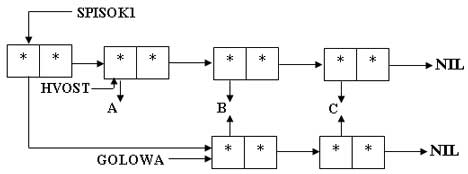 SPISOK1
* * * * * * * * NIL
HVOST
A B C
* * * * NIL
GOLOWA